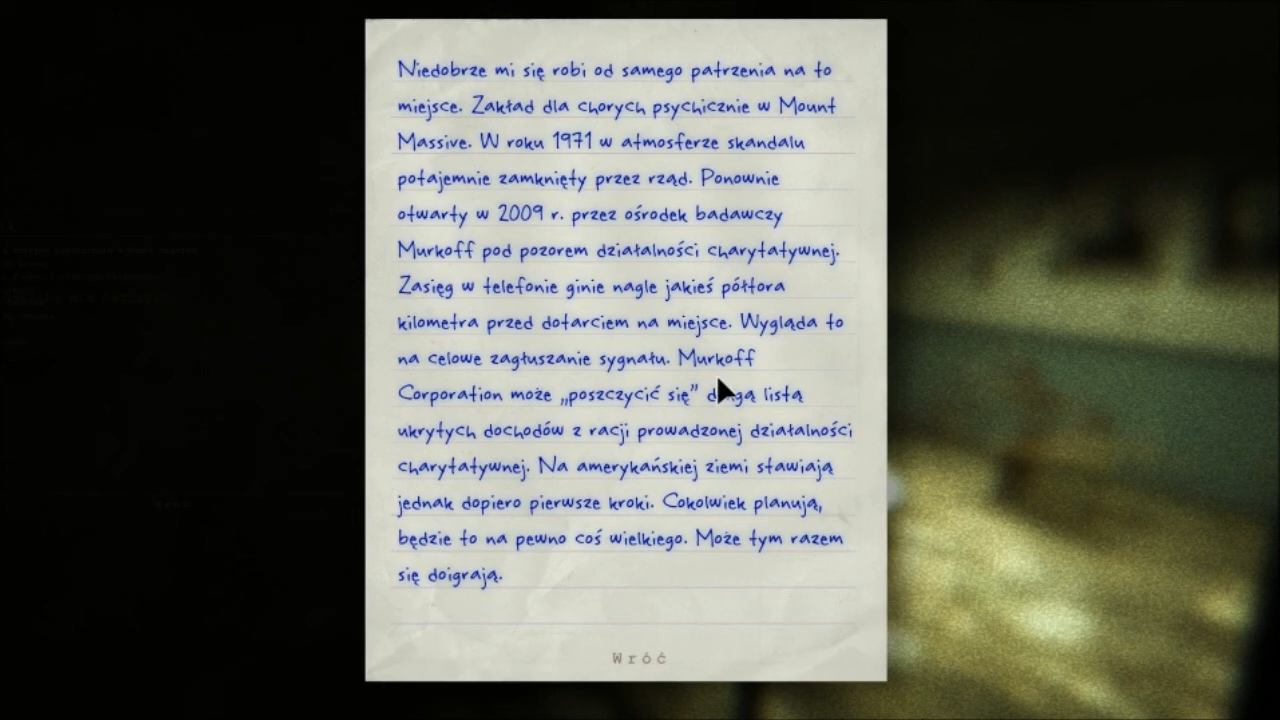 Niedobrze mi się robi od samego patrzenia na to
miejsce. Zakład dla chorych psychicznie w Mount
Massive. W roku 1971 w atmosferze skandalu
potajemnie zamknięty przez rząd. Ponownie
otwarty w 2009 r. przez ośrodek badawczy
Murkoff pod pozorem działalności charytatywnej.
Zasięg w telefonie ginie nagle jakieś półtora
kilometra przed dotarciem na miejsce. Wygląda to
na celowe zagłuszanie sygnału. Murkoff
Corporation może „poszczycić się” długą listą
ukrytych dochodów z racji prowadzonej działalności
charytatywnej. Na amerykańskiej ziemi stawiają
jednak dopiero pierwsze kroki. Cokolwiek planują,
będzie to na pewno coś wielkiego. Może tym razem
się doigrają.
Wróć